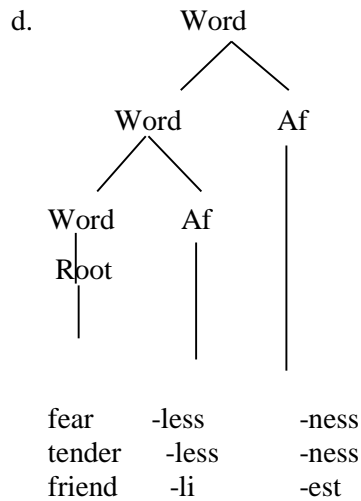 d. Word
Word Af
Word Af
Root
fear -less -ness
tender -less -ness
friend -li -est